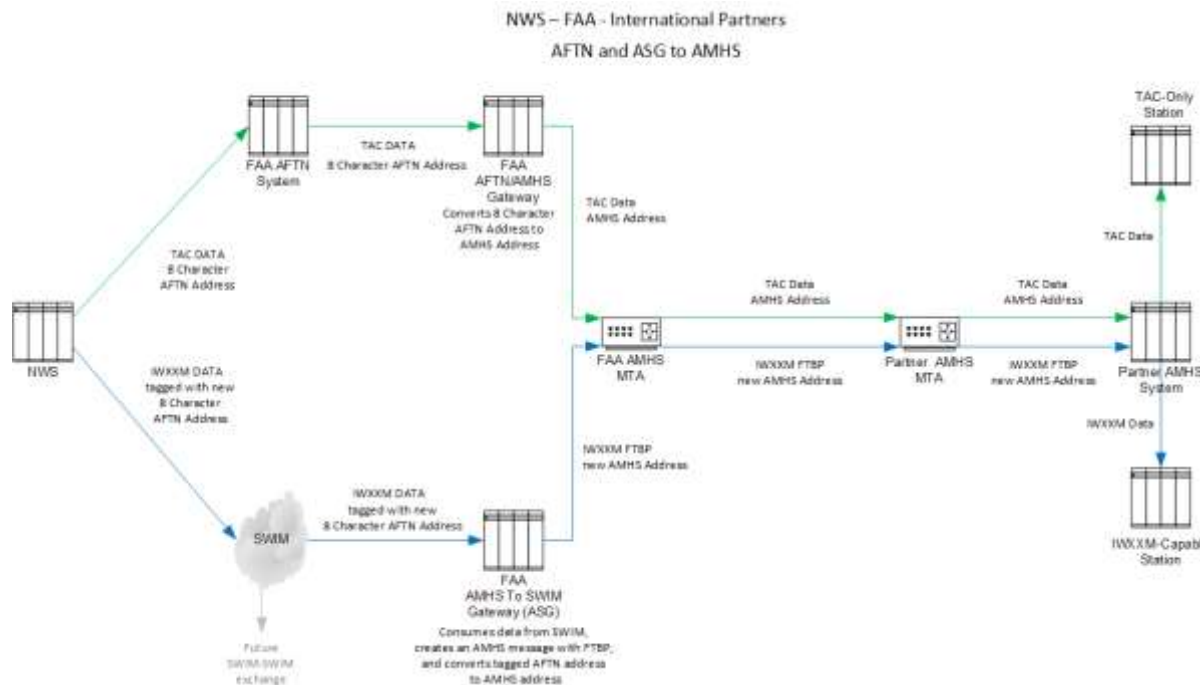 NWS – FAA - International Partners
AFTN and ASG to AMHS
FAA AFTN
System
TAC DATA
8 Character AFTN Address
FAA
AFTN/AMHS
Gateway
Converts 8 Character
AFTN Address to
AMHS Address
TAC Data
AMHS Address
TAC-Only
Station
TAC DATA
8 Character
AFTN Address
TAC Data
NWS
FAA AMHS
MTA
TAC Data
AMHS Address
IWXXM FTBP
new AMHS Address
Partner AMHS
MTA
TAC Data
AMHS Address
IWXXM FTBP
new AMHS Address
Partner AMHS
System
IWXXM DATA
tagged with new
8 Character
AFTN Address
IWXXM Data
IWXXM FTBP
new AMHS Address
SWIM
IWXXM DATA
tagged with new
8 Character AFTN Address
IWXXM-Capabl
Station
FAA
AMHS To SWIM
Gateway (ASG)
Consumes data from SWIM,
creates an AMHS message with FTBP,
and converts tagged AFTN address
to AMHS address
Future
SWIM-SWIM
exchange